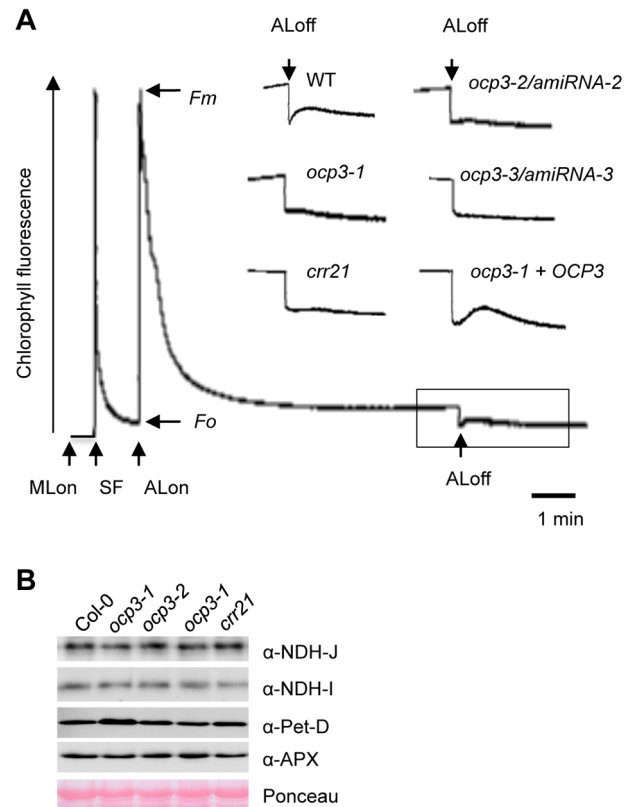 A
ALoff
ALoff
WT
ocp3-2/amiRNA-2
Fm
ocp3-1
ocp3-3/amiRNA-3
crr21
ocp3-1 + OCP3
Chlorophyll fluorescence
Fo
MLon
SF
ALon
ALoff
1 min
B
Col-0
ocp3-1
ocp3-2
ocp3-1
crr21
α-NDH-J
α-NDH-I
α-Pet-D
α-APX
Ponceau